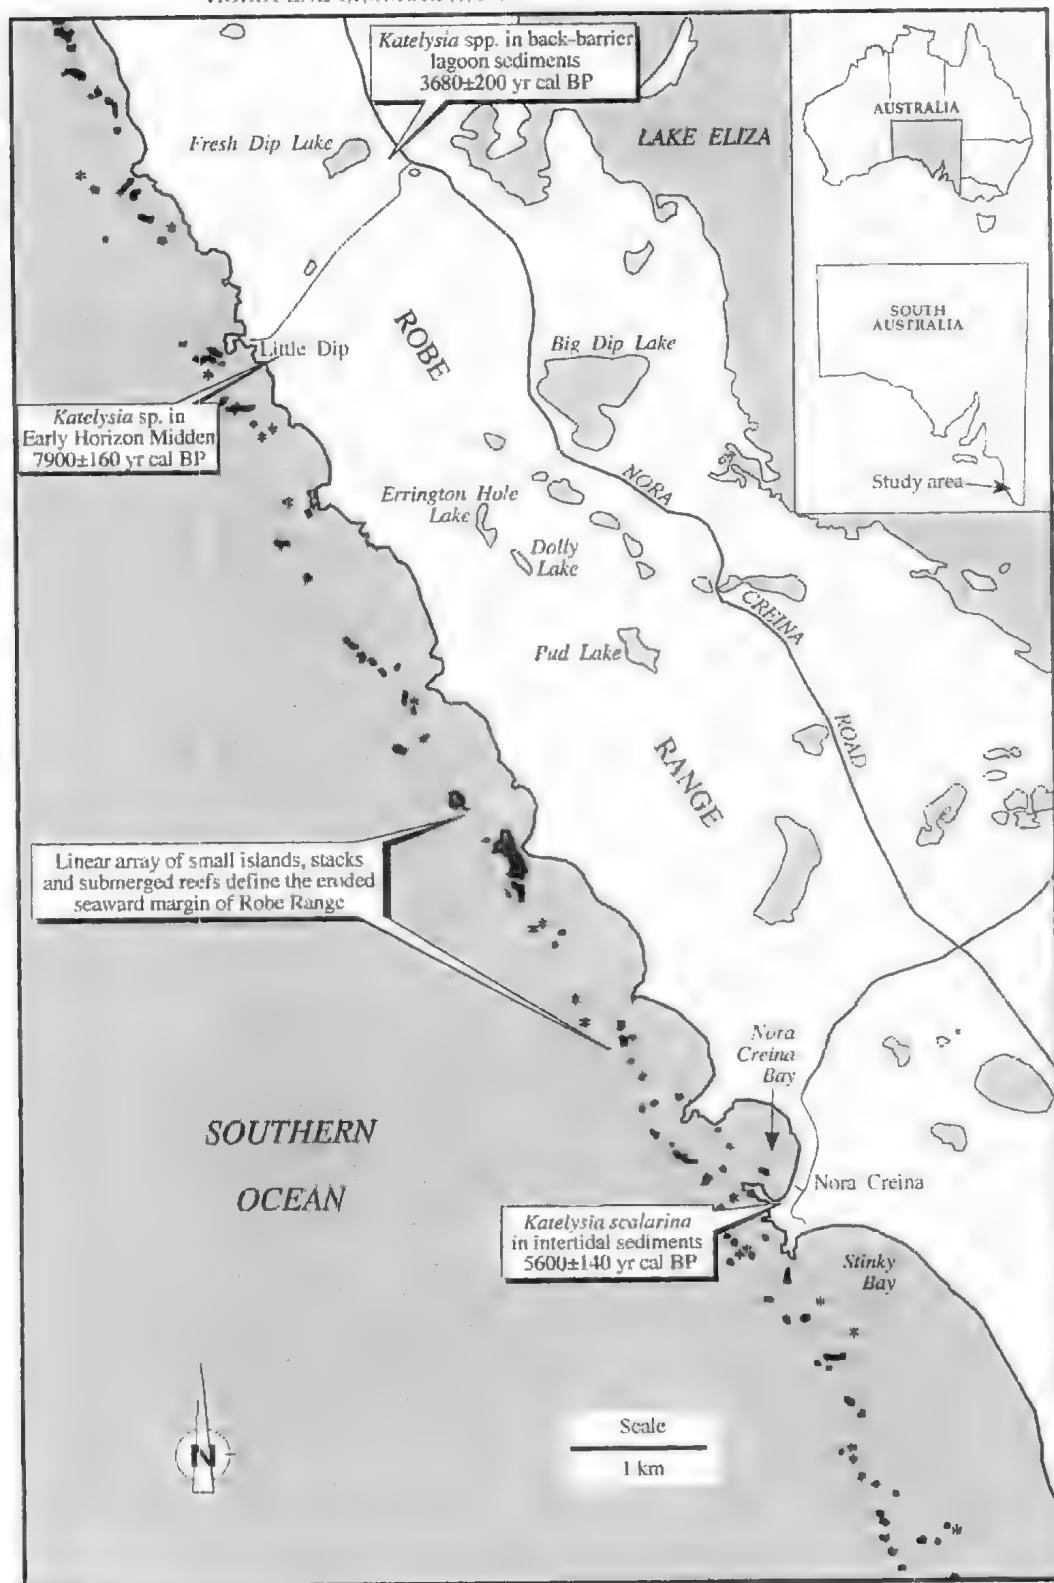 Katelysia spp. in back-barrier
lagoon sediments
3680±200 yr cal BP
AUSTRALIA
LAKE ELIZA
Fresh Dip Lake
SOUTH
AUSTRALIA
ROBE
Little Dip
Big Dip Lake
Katelysia sp. in
Early Horizon Midden
7900±160 yr cal BP
Study area
NORA
Errington Hole
Lake
Dolly
Lake
CREINA
Pud Lake
ROAD
RANGE
Linear array of small islands, stacks
and submerged reefs define the eroded
seaward margin of Robe Range
Nora
Creina
Bay
SOUTHERN
OCEAN
Nora Creina
Katelysia scalarina
in intertidal sediments
5600±140 yr cal BP
Stinky
Bay
N
Scale
1 km